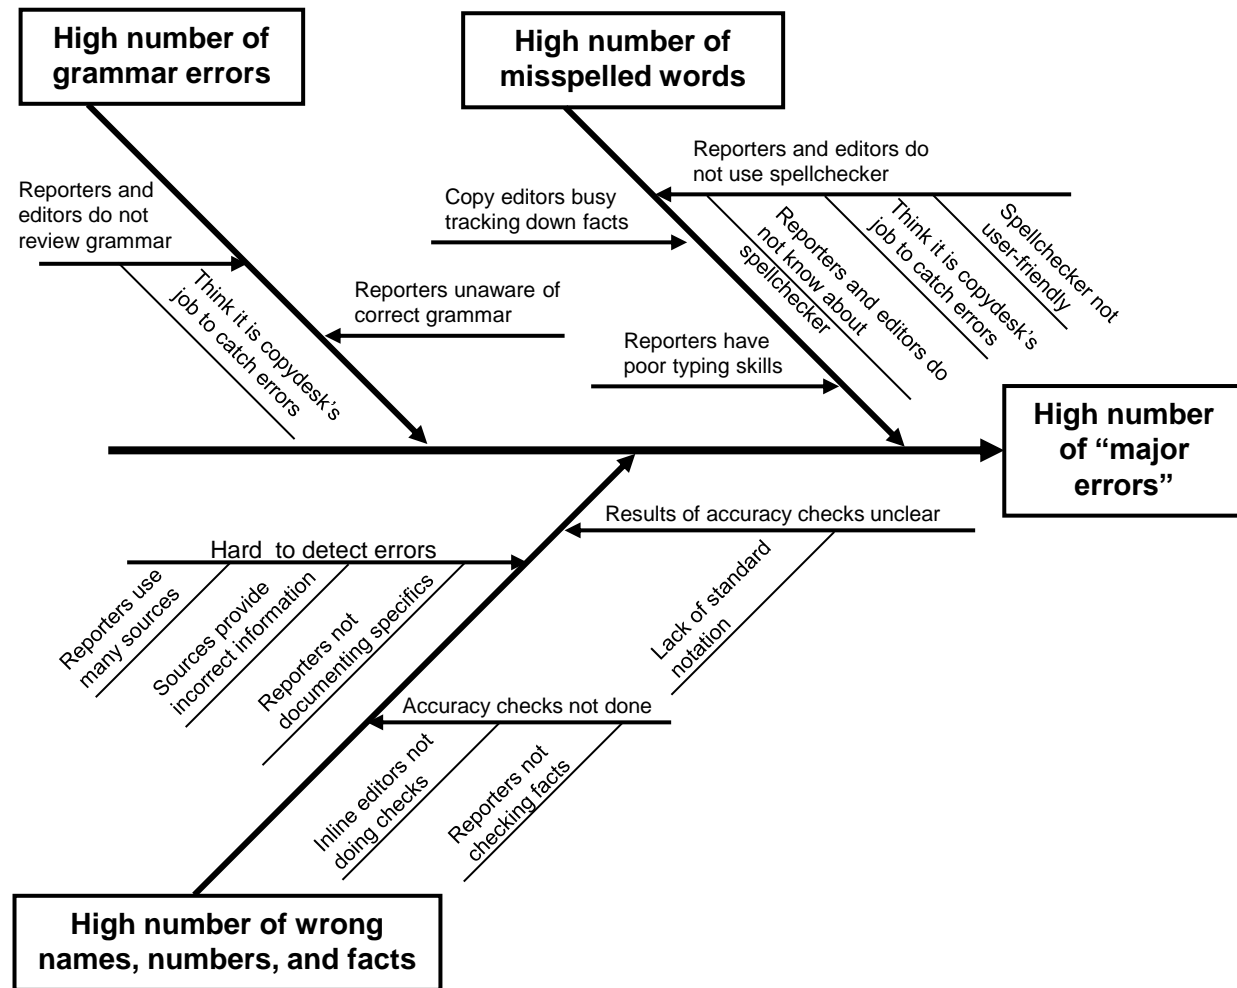 High number of
grammar errors
High number of
misspelled words
Reporters and
editors do not
review grammar
Think it is copydesk’s
job to catch errors
Reporters unaware of
correct grammar
Copy editors busy
tracking down facts
Reporters and editors do
not use spellchecker
Reporters and editors do
not know about
spellchecker
Think it is copydesk’s
job to catch errors
Spellchecker not
user-friendly
Reporters have
poor typing skills
High number
of “major
errors”
Results of accuracy checks unclear
Lack of standard
notation
Hard to detect errors
Reporters use
many sources
Sources provide
incorrect information
Reporters not
documenting specifics
Accuracy checks not done
Inline editors not
doing checks
Reporters not
checking facts
High number of wrong
names, numbers, and facts